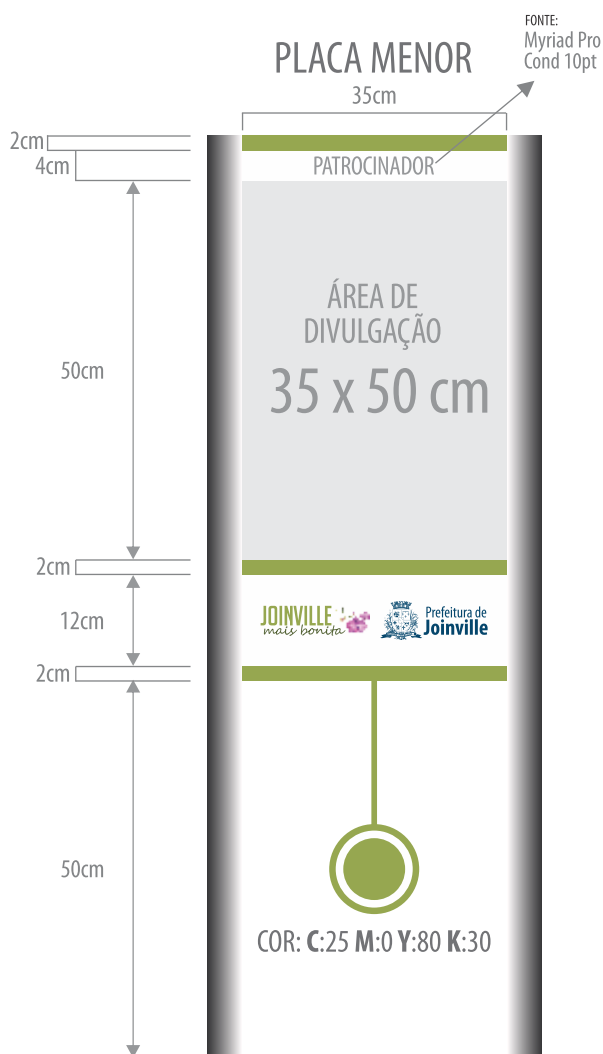 FONTE:
Myriad Pro
Cond 10pt
PLACA MENOR
35cm
2cm
4cm
PATROCINADOR
ÁREA DE
DIVULGAÇÃO
35 x 50 cm
50cm
2cm
12cm
JOINVILLE
mais bonita
Prefeitura de
Joinville
2cm
50cm
COR: C:25 M:0 Y:80 K:30